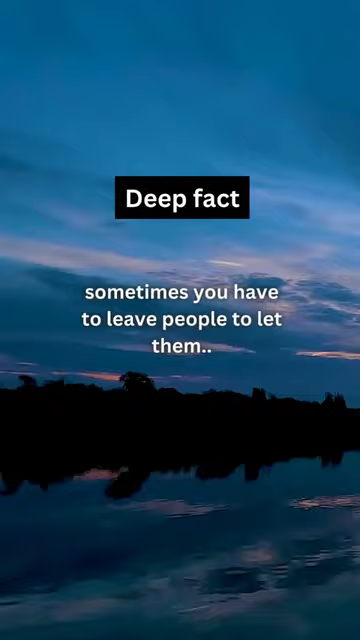 Deep fact
sometimes you have
to leave people to let
them..